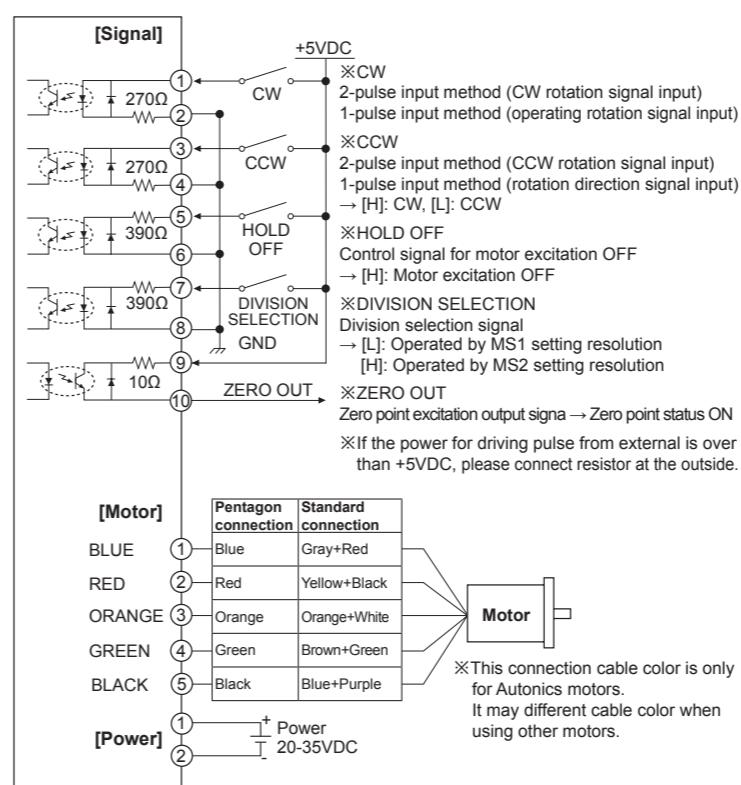 [Signal]
+5VDC
1
CW
270Ω
2
3
CCW
270Ω
4
5
390Ω
HOLD
OFF
6
7
390Ω
DIVISION
SELECTION
8
GND
9
10Ω
10
ZERO OUT
※CW
2-pulse input method (CW rotation signal input)
1-pulse input method (operating rotation signal input)
※CCW
2-pulse input method (CCW rotation signal input)
1-pulse input method (rotation direction signal input)
→ [H]: CW, [L]: CCW
※HOLD OFF
Control signal for motor excitation OFF
→ [H]: Motor excitation OFF
※DIVISION SELECTION
Division selection signal
→ [L]: Operated by MS1 setting resolution
[H]: Operated by MS2 setting resolution
※ZERO OUT
Zero point excitation output signa → Zero point status ON
※If the power for driving pulse from external is over
than +5VDC, please connect resistor at the outside.
[Motor]
Pentagon connection Standard connection
BLUE 1 Blue Gray+Red
RED 2 Red Yellow+Black
ORANGE 3 Orange Orange+White
GREEN 4 Green Brown+Green
BLACK 5 Black Blue+Purple
Motor
※This connection cable color is only
for Autonics motors.
It may different cable color when
using other motors.
[Power]
1
2
+
-
Power
20-35VDC